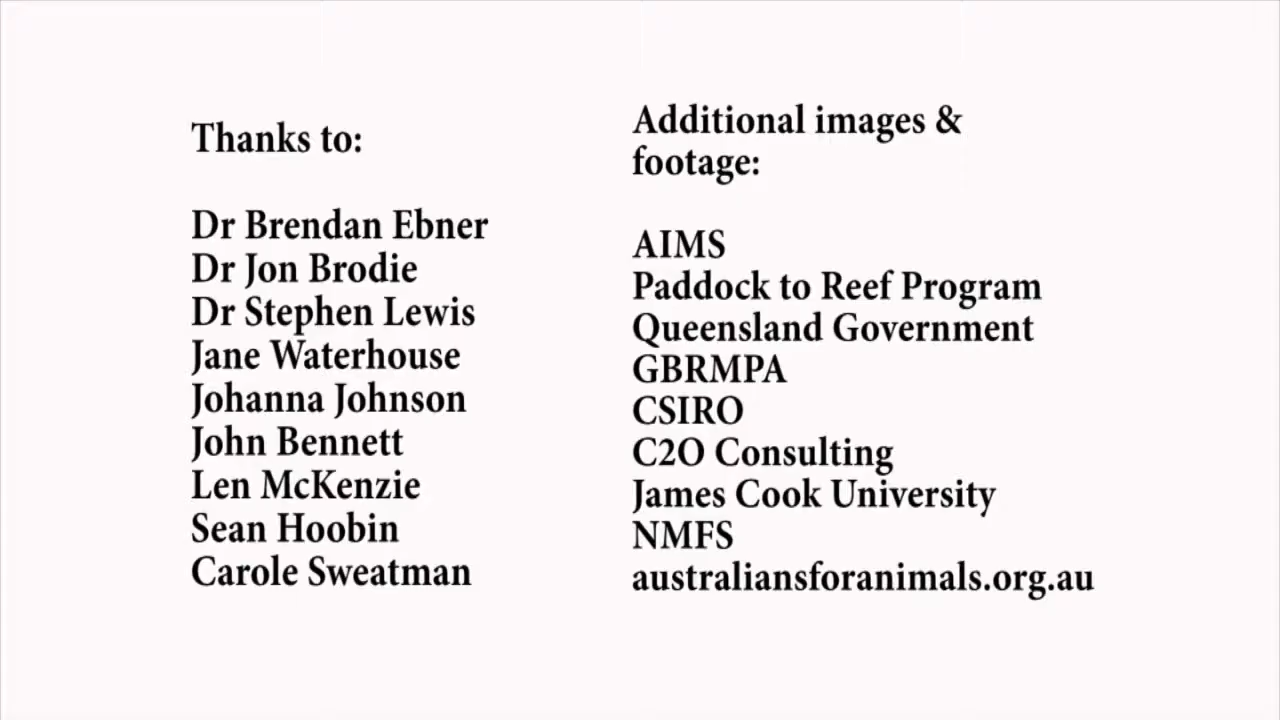 Thanks to:
Dr Brendan Ebner
Dr Jon Brodie
Dr Stephen Lewis
Jane Waterhouse
Johanna Johnson
John Bennett
Len McKenzie
Sean Hoobin
Carole Sweatman
Additional images &
footage:
AIMS
Paddock to Reef Program
Queensland Government
GBRMPA
CSIRO
C2O Consulting
James Cook University
NMFS
australiansforanimals.org.au